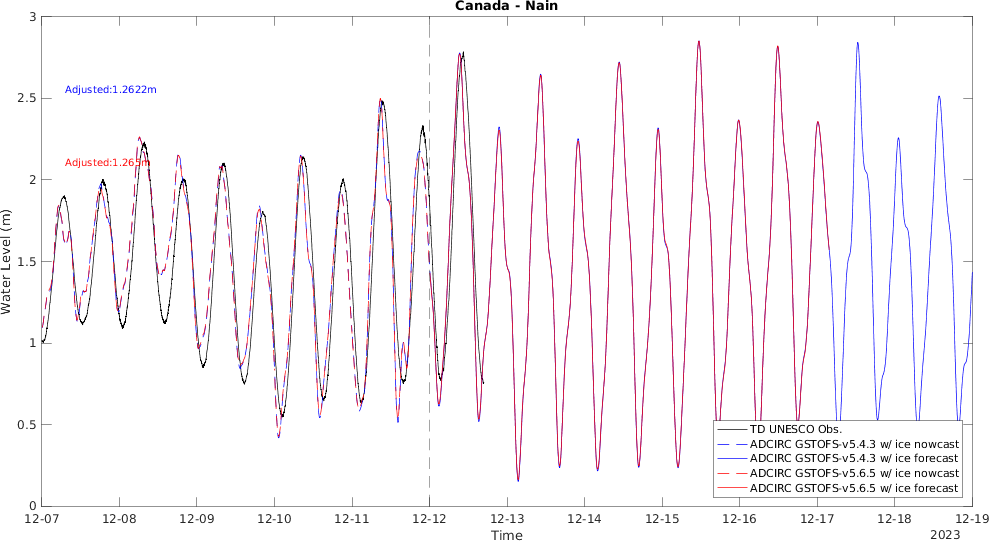 Canada - Nain
3
2.5
2
1.5
1
0.5
0
Water Level (m)
Adjusted:1.2622m
Adjusted:1.265m
TD UNESCO Obs.
ADCIRC GSTOFS-v5.4.3 w/ ice nowcast
ADCIRC GSTOFS-v5.4.3 w/ ice forecast
ADCIRC GSTOFS-v5.6.5 w/ ice nowcast
ADCIRC GSTOFS-v5.6.5 w/ ice forecast
12-07 12-08 12-09 12-10 12-11 12-12 12-13 12-14 12-15 12-16 12-17 12-18 12-19
Time
2023